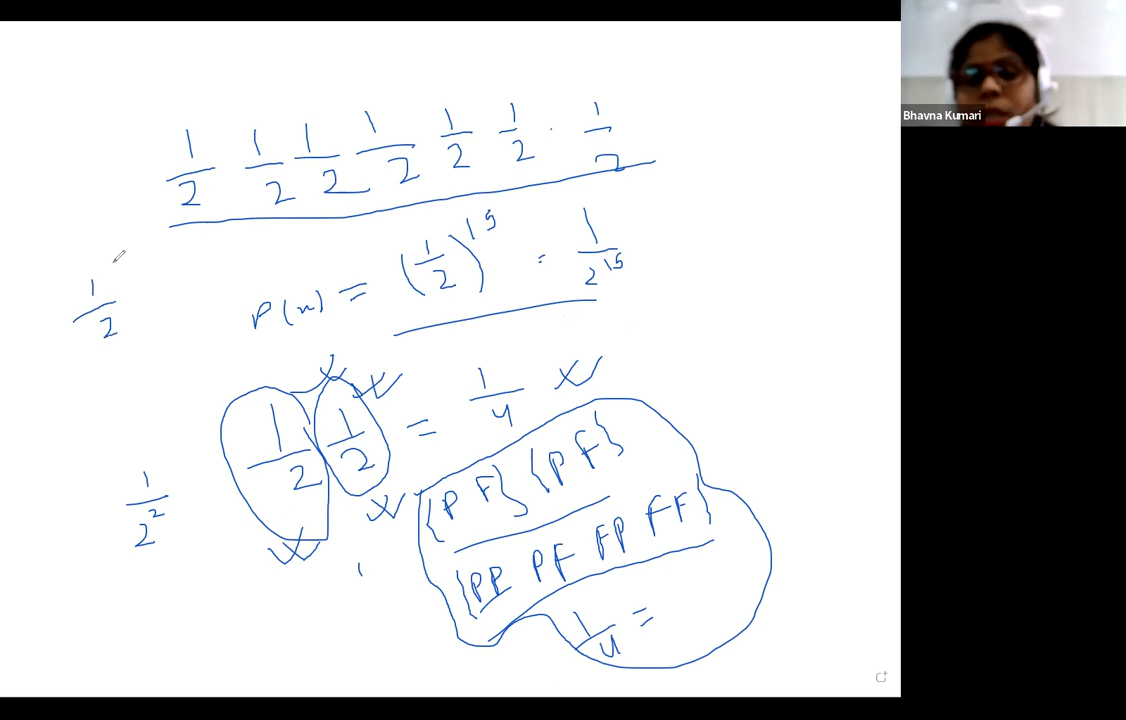 1/2 1/2 1/2 1/2 1/2 1/2 . 1/2
P(n) = (1/2)^15 = 1/2^15
1/2
1/2 1/2 = 1/4
1/2^2
{P F} {P F}
{PP PF FP FF}
1/4 =
Bhavna Kumari